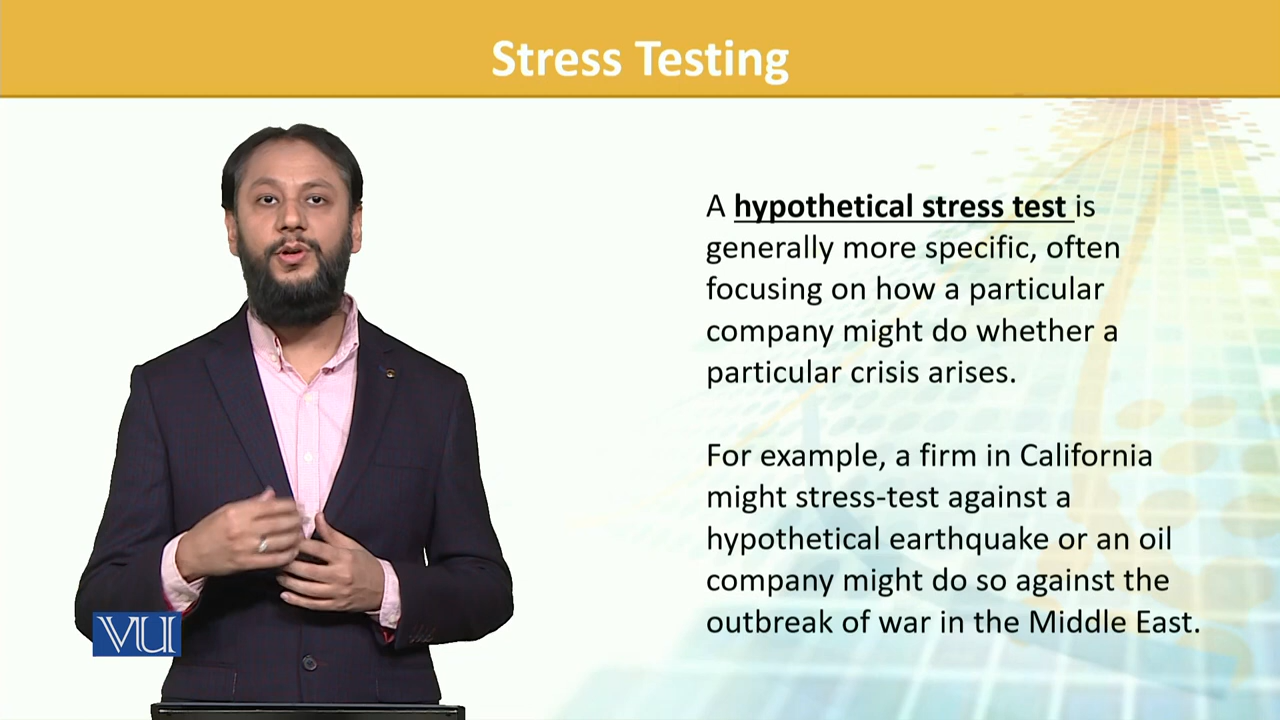 Stress Testing
A hypothetical stress test is
generally more specific, often
focusing on how a particular
company might do whether a
particular crisis arises.
For example, a firm in California
might stress-test against a
hypothetical earthquake or an oil
company might do so against the
outbreak of war in the Middle East.
VU